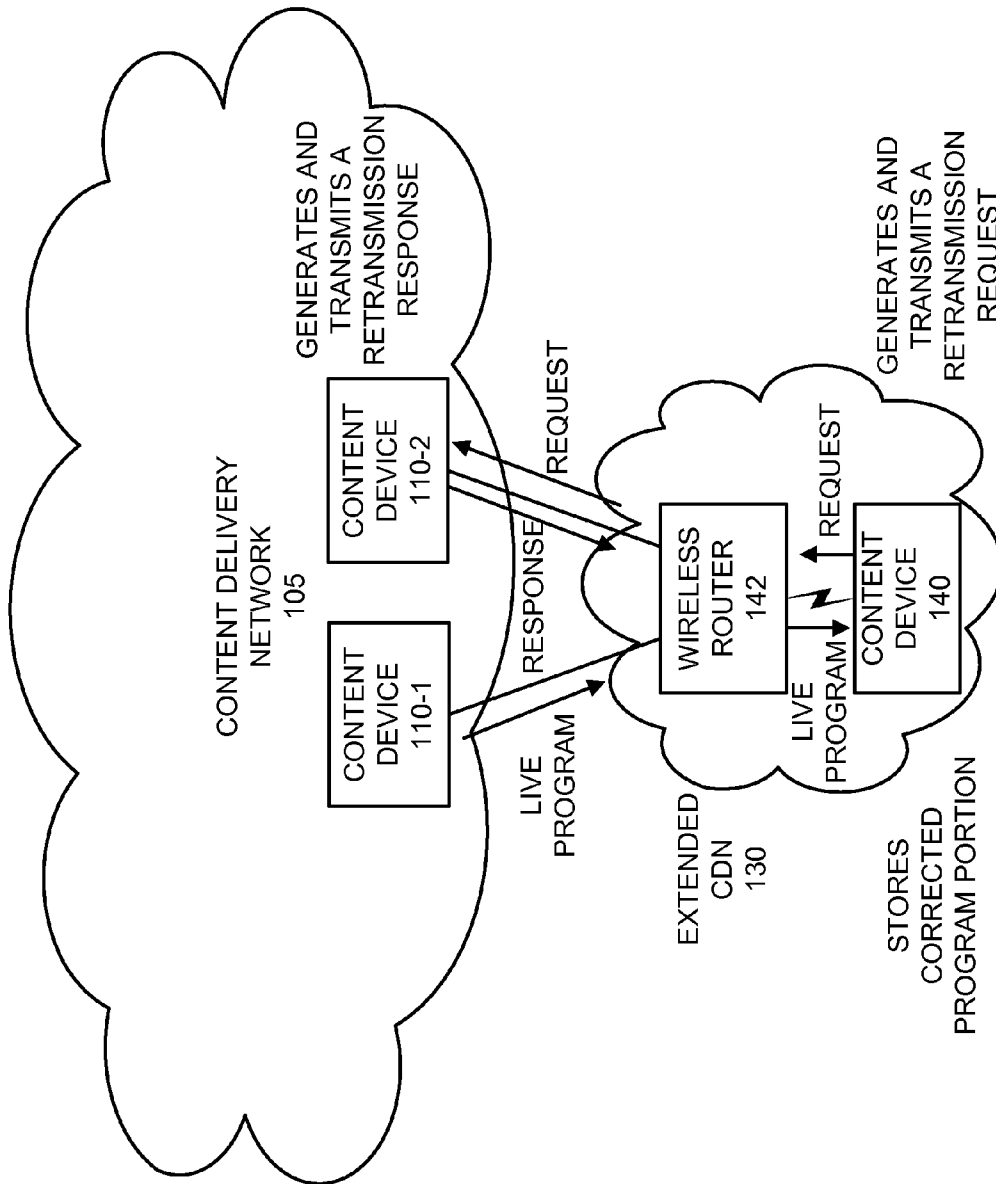 CONTENT DELIVERY
NETWORK
105
CONTENT
DEVICE
110-1
CONTENT
DEVICE
110-2
GENERATES AND
TRANSMITS A
RETRANSMISSION
RESPONSE
LIVE
PROGRAM
RESPONSE
REQUEST
EXTENDED
CDN
130
WIRELESS
ROUTER
142
LIVE
PROGRAM
REQUEST
CONTENT
DEVICE
140
STORES
CORRECTED
PROGRAM PORTION
GENERATES AND
TRANSMITS A
RETRANSMISSION
REQUEST